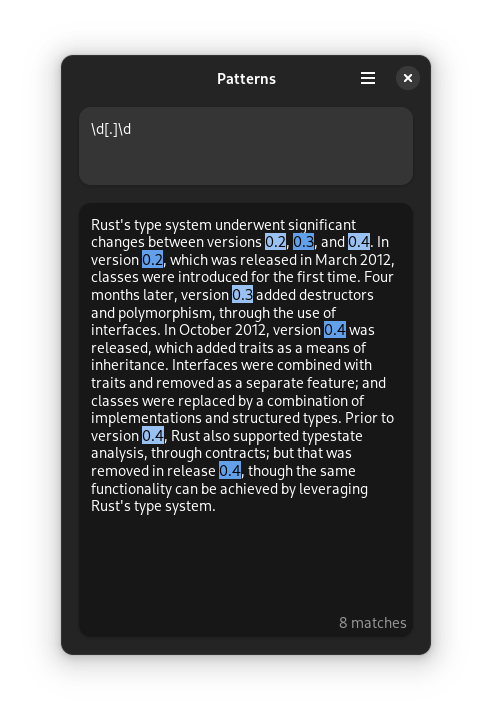 Patterns
\d[.]\d
Rust's type system underwent significant
changes between versions 0.2, 0.3, and 0.4. In
version 0.2, which was released in March 2012,
classes were introduced for the first time. Four
months later, version 0.3 added destructors
and polymorphism, through the use of
interfaces. In October 2012, version 0.4 was
released, which added traits as a means of
inheritance. Interfaces were combined with
traits and removed as a separate feature; and
classes were replaced by a combination of
implementations and structured types. Prior to
version 0.4, Rust also supported typestate
analysis, through contracts; but that was
removed in release 0.4, though the same
functionality can be achieved by leveraging
Rust's type system.
8 matches